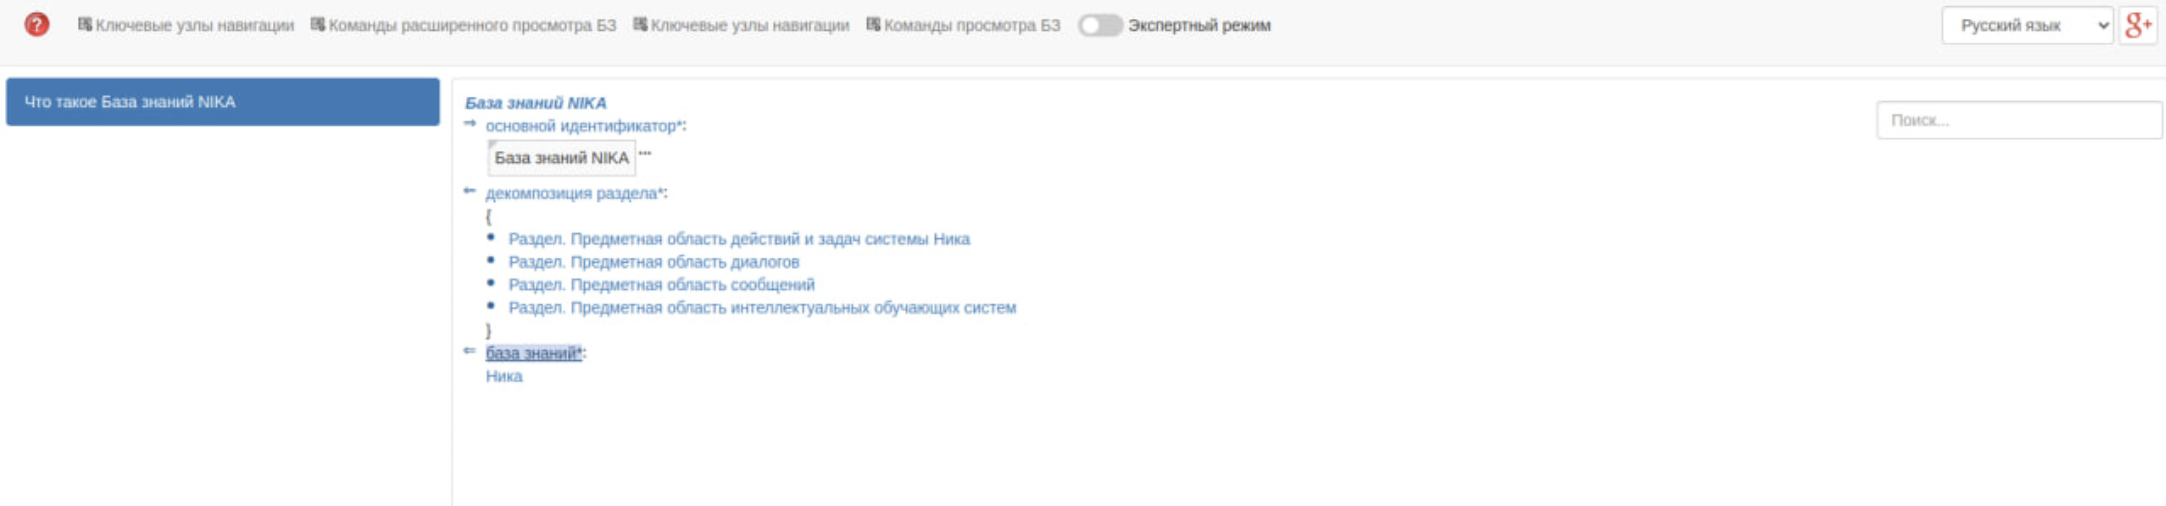 ? Ключевые узлы навигации Команды расширенного просмотра БЗ Ключевые узлы навигации Команды просмотра БЗ Экспертный режим Русский язык g+
Что такое База знаний NIKA
База знаний NIKA
Поиск...
⇒ основной идентификатор*:
База знаний NIKA ...
⇐ декомпозиция раздела*:
{
• Раздел. Предметная область действий и задач системы Ника
• Раздел. Предметная область диалогов
• Раздел. Предметная область сообщений
• Раздел. Предметная область интеллектуальных обучающих систем
}
⇐ база знаний*:
Ника